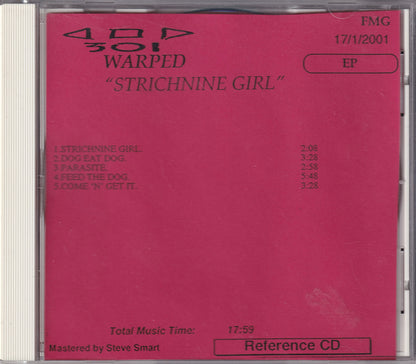 FMG
17/1/2001
301
WARPED
EP
"STRICHNINE GIRL"
1.STRICHNINE GIRL. 2:08
2.DOG EAT DOG. 3:28
3.PARASITE. 2:58
4.FEED THE DOG. 5:48
5.COME 'N' GET IT. 3:28
Total Music Time: 17:59
Mastered by Steve Smart
Reference CD